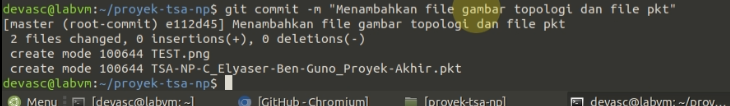 devasc@labvm:~/proyek-tsa-np$ git commit -m "Menambahkan file gambar topologi dan file pkt"
[master (root-commit) e112d45] Menambahkan file gambar topologi dan file pkt
2 files changed, 0 insertions(+), 0 deletions(-)
create mode 100644 TEST.png
create mode 100644 TSA-NP-C_Elyaser-Ben-Guno_Proyek-Akhir.pkt
devasc@labvm:~/proyek-tsa-np$
Menu [devasc@labvm: ~] [GitHub - Chromium] [proyek-tsa-np] devasc@labvm: ~/pro...